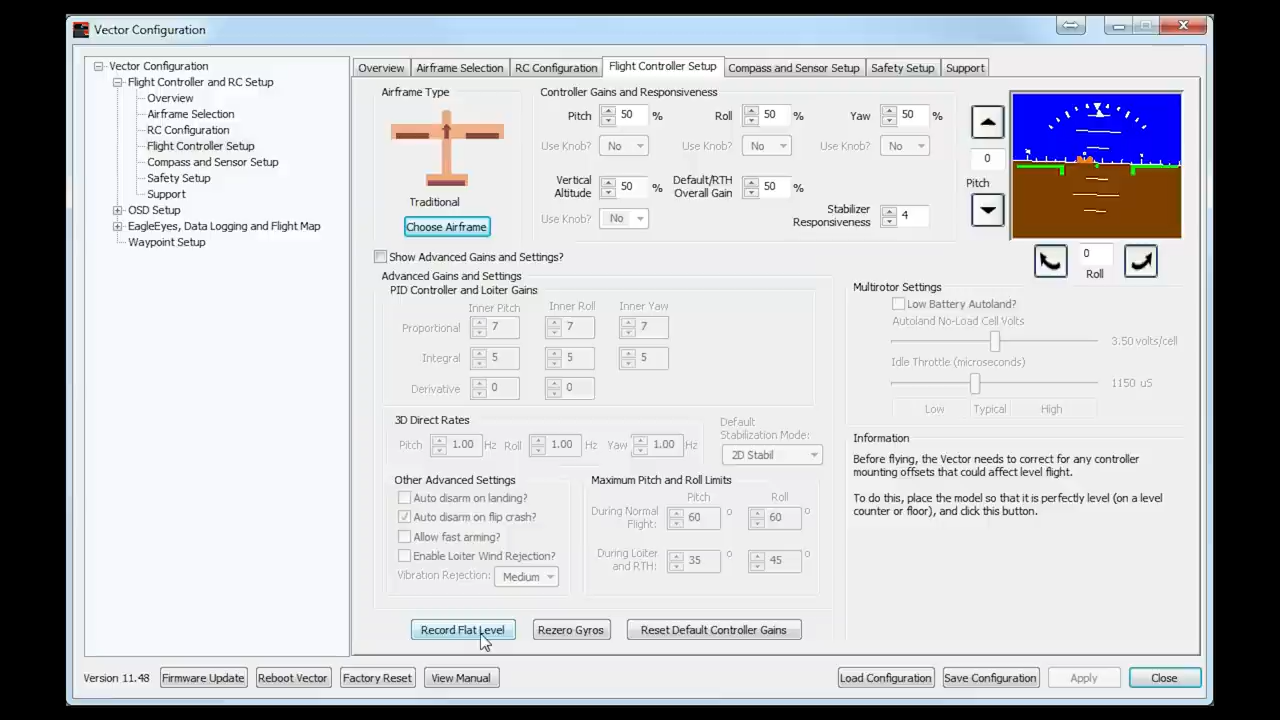 Vector Configuration
Vector Configuration
Flight Controller and RC Setup
Overview
Airframe Selection
RC Configuration
Flight Controller Setup
Compass and Sensor Setup
Safety Setup
Support
OSD Setup
EagleEyes, Data Logging and Flight Map
Waypoint Setup
Overview Airframe Selection RC Configuration Flight Controller Setup Compass and Sensor Setup Safety Setup Support
Airframe Type
Traditional
Choose Airframe
Controller Gains and Responsiveness
Pitch 50 % Roll 50 % Yaw 50 %
Use Knob? No Use Knob? No Use Knob? No
Vertical
Altitude 50 % Default/RTH
Overall Gain 50 %
Use Knob? No
Stabilizer
Responsiveness 4
0
Pitch
0
Roll
Show Advanced Gains and Settings?
Advanced Gains and Settings
PID Controller and Loiter Gains
Inner Pitch Inner Roll Inner Yaw
Proportional 7 7 7
Integral 5 5 5
Derivative 0 0
3D Direct Rates
Pitch 1.00 Hz Roll 1.00 Hz Yaw 1.00 Hz
Default
Stabilization Mode:
2D Stabil
Other Advanced Settings
Auto disarm on landing?
Auto disarm on flip crash?
Allow fast arming?
Enable Loiter Wind Rejection?
Vibration Rejection: Medium
Maximum Pitch and Roll Limits
Pitch Roll
During Normal
Flight: 60 o 60 o
During Loiter
and RTH: 35 o 45 o
Multirotor Settings
Low Battery Autoland?
Autoland No-Load Cell Volts
3.50 volts/cell
Idle Throttle (microseconds)
1150 uS
Low Typical High
Information
Before flying, the Vector needs to correct for any controller
mounting offsets that could affect level flight.
To do this, place the model so that it is perfectly level (on a level
counter or floor), and click this button.
Record Flat Level Rezero Gyros Reset Default Controller Gains
Version 11.48 Firmware Update Reboot Vector Factory Reset View Manual Load Configuration Save Configuration Apply Close